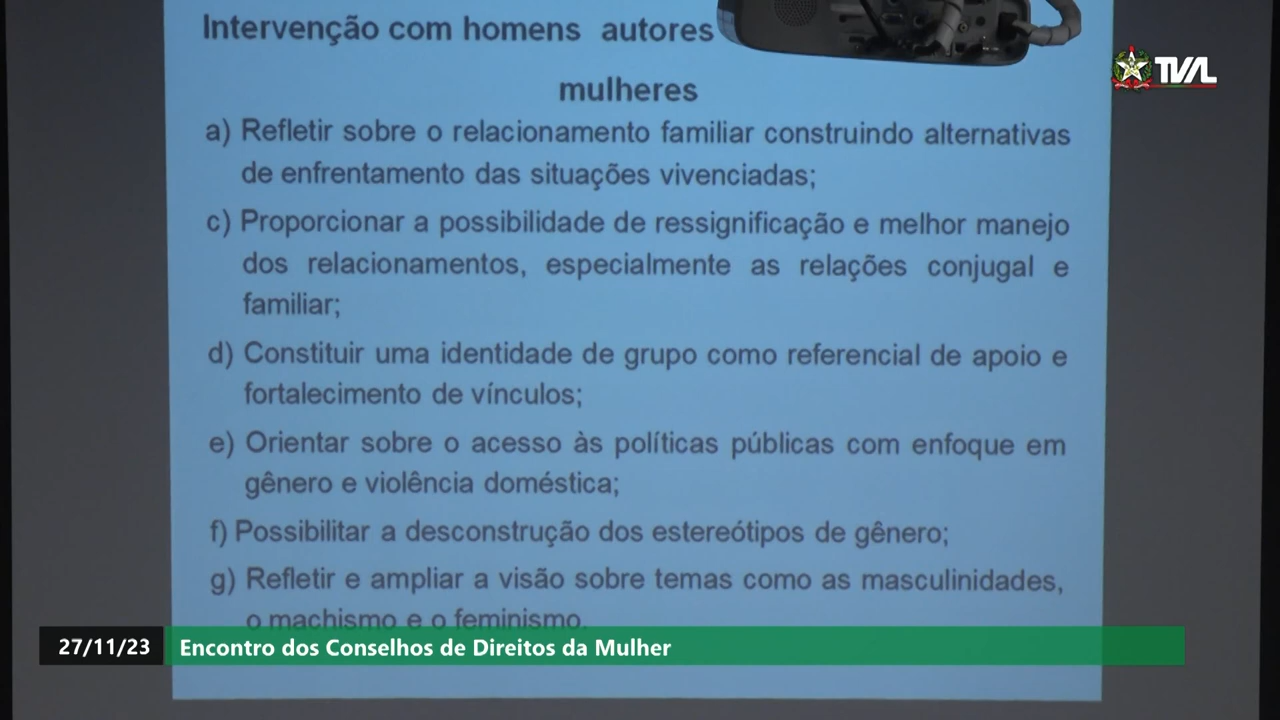 Intervenção com homens autores
mulheres
a) Refletir sobre o relacionamento familiar construindo alternativas
de enfrentamento das situações vivenciadas;
c) Proporcionar a possibilidade de ressignificação e melhor manejo
dos relacionamentos, especialmente as relações conjugal e
familiar;
d) Constituir uma identidade de grupo como referencial de apoio e
fortalecimento de vínculos;
e) Orientar sobre o acesso às políticas públicas com enfoque em
gênero e violência doméstica;
f) Possibilitar a desconstrução dos estereótipos de gênero;
g) Refletir e ampliar a visão sobre temas como as masculinidades,
o machismo e o feminismo.
27/11/23 Encontro dos Conselhos de Direitos da Mulher
TVAL